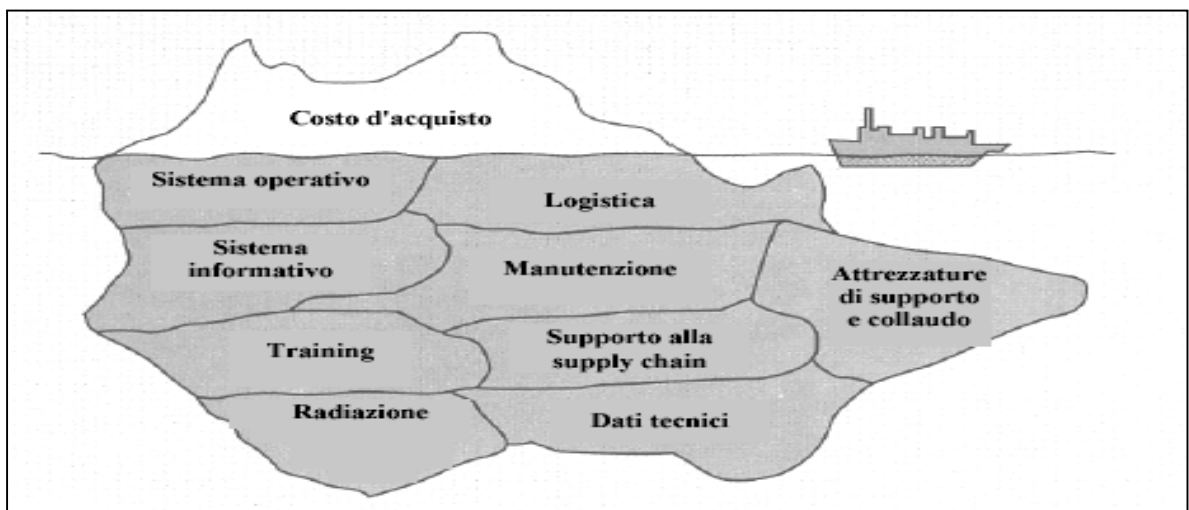 Costo d'acquisto
Sistema operativo
Logistica
Sistema
informativo
Manutenzione
Attrezzature
di supporto
e collaudo
Training
Supporto alla
supply chain
Radiazione
Dati tecnici